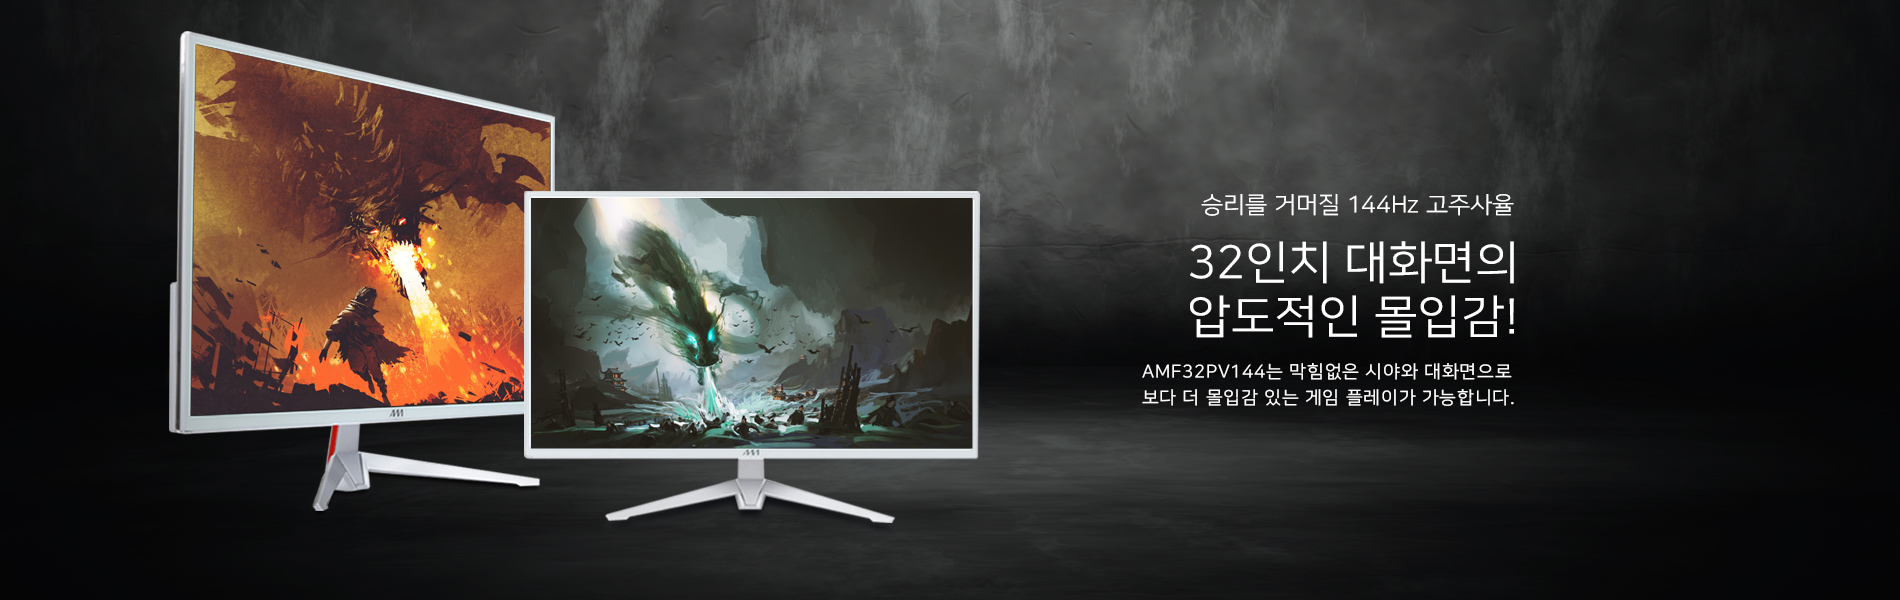 승리를 거머질 144Hz 고주사율
32인치 대화면의
압도적인 몰입감!
AMF32PV144는 막힘없은 시야와 대화면으로
보다 더 몰입감 있는 게임 플레이가 가능합니다.